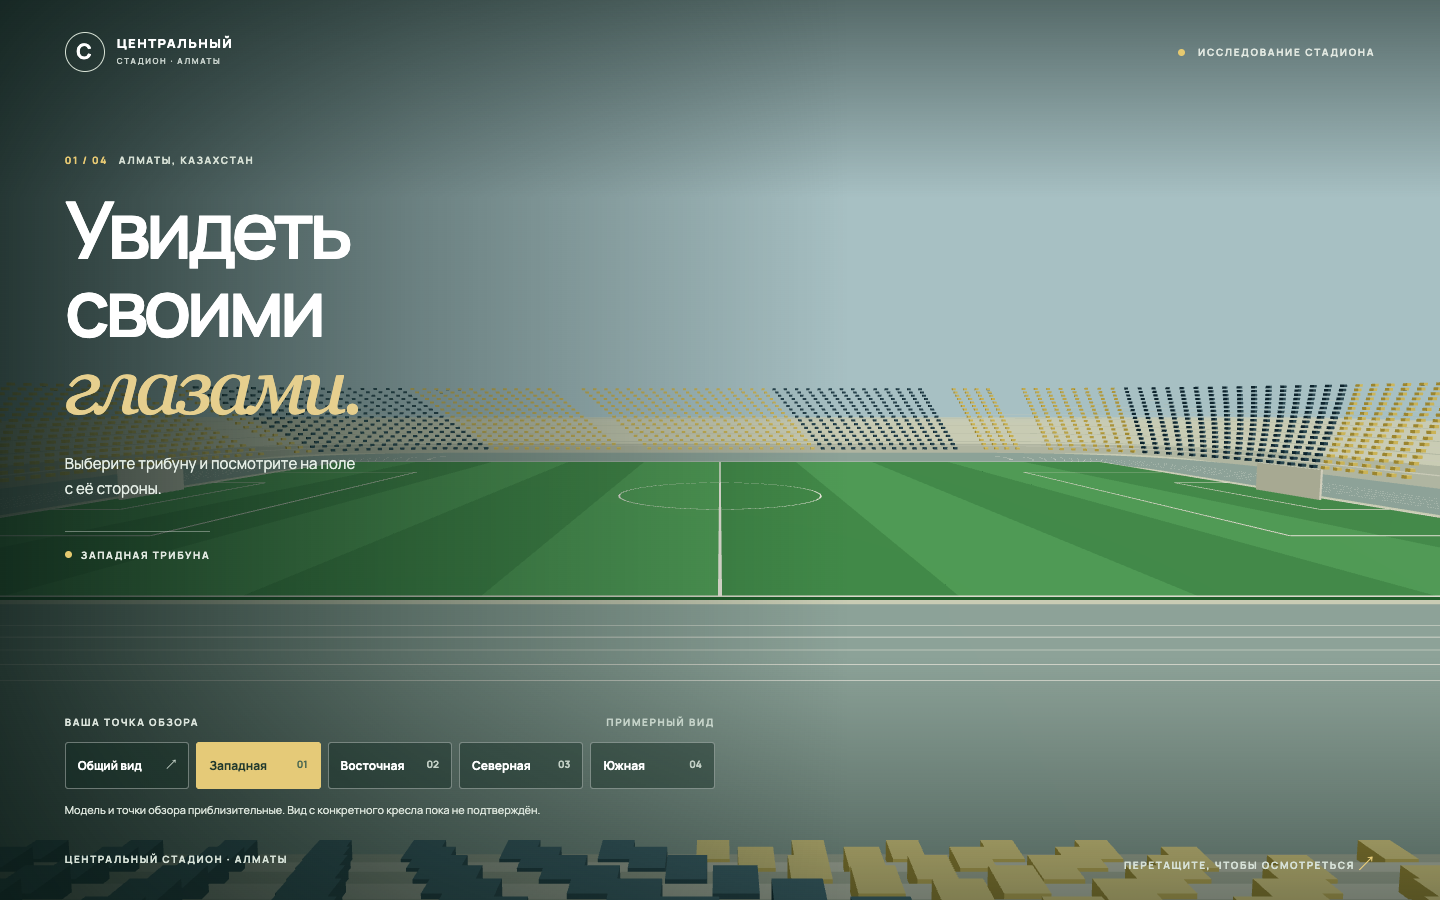 С
ЦЕНТРАЛЬНЫЙ
СТАДИОН · АЛМАТЫ
ИССЛЕДОВАНИЕ СТАДИОНА
01 / 04 АЛМАТЫ, КАЗАХСТАН
Увидеть
своими
глазами.
Выберите трибуну и посмотрите на поле
с её стороны.
ЗАПАДНАЯ ТРИБУНА
ВАША ТОЧКА ОБЗОРА
ПРИМЕРНЫЙ ВИД
Общий вид ↗
Западная 01
Восточная 02
Северная 03
Южная 04
Модель и точки обзора приблизительные. Вид с конкретного кресла пока не подтверждён.
ЦЕНТРАЛЬНЫЙ СТАДИОН · АЛМАТЫ
ПЕРЕТАЩИТЕ, ЧТОБЫ ОСМОТРЕТЬСЯ ↗